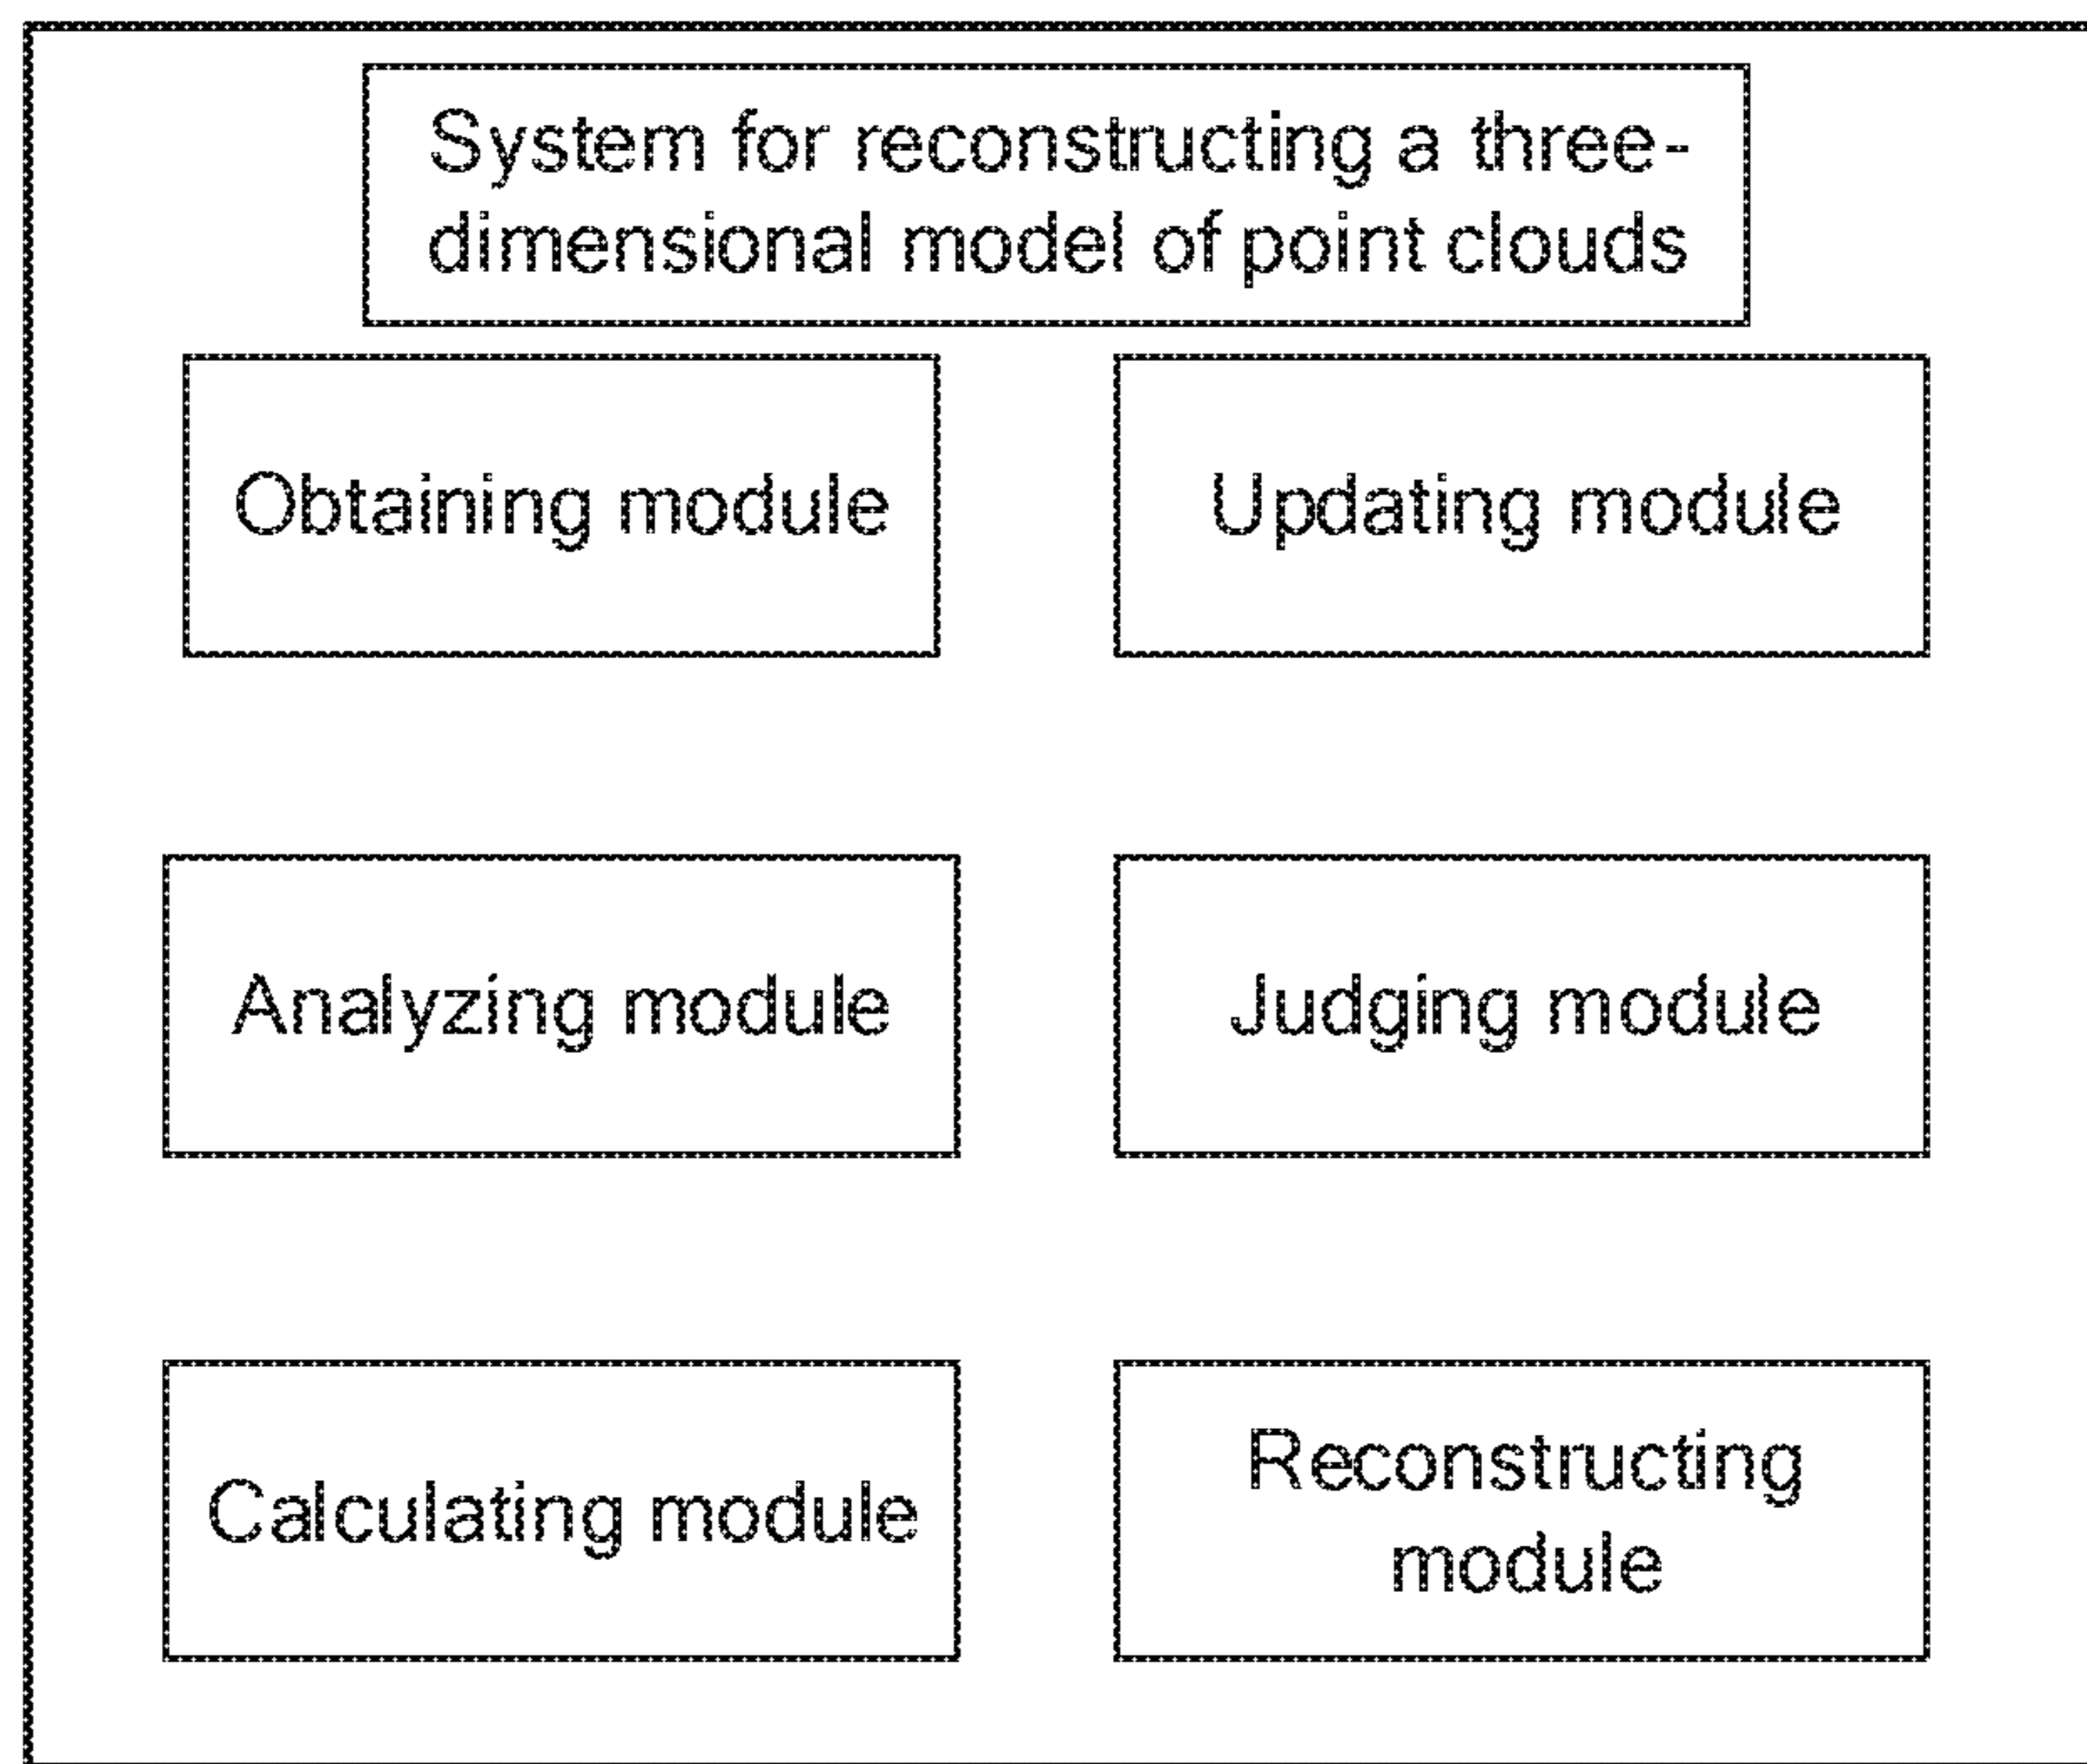 System for reconstructing a three-
dimensional model of point clouds
Obtaining module
Updating module
Analyzing module
Judging module
Calculating module
Reconstructing
module